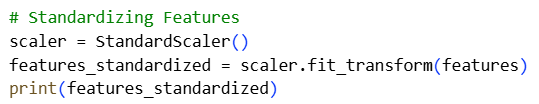 # Standardizing Features
scaler = StandardScaler()
features_standardized = scaler.fit_transform(features)
print(features_standardized)